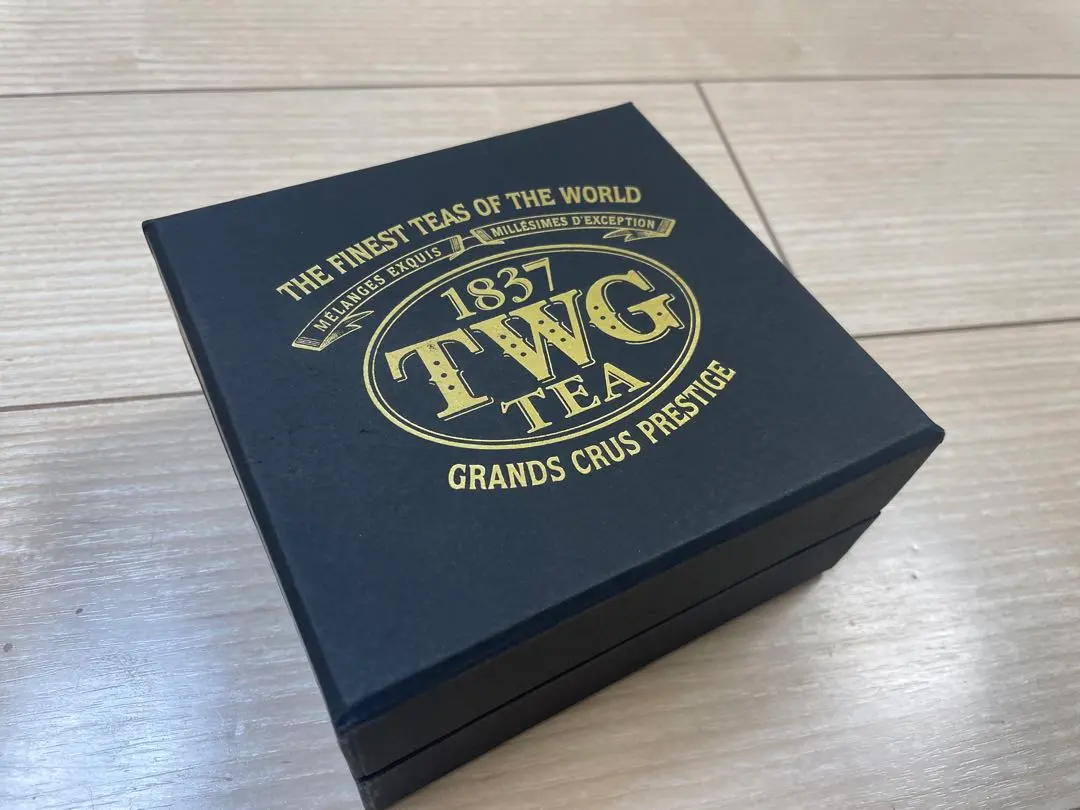 THE FINEST TEAS OF THE WORLD
MÉLANGES EXQUIS MILLÉSIMES D'EXCEPTION
1837
TWG
TEA
GRANDS CRUS PRESTIGE